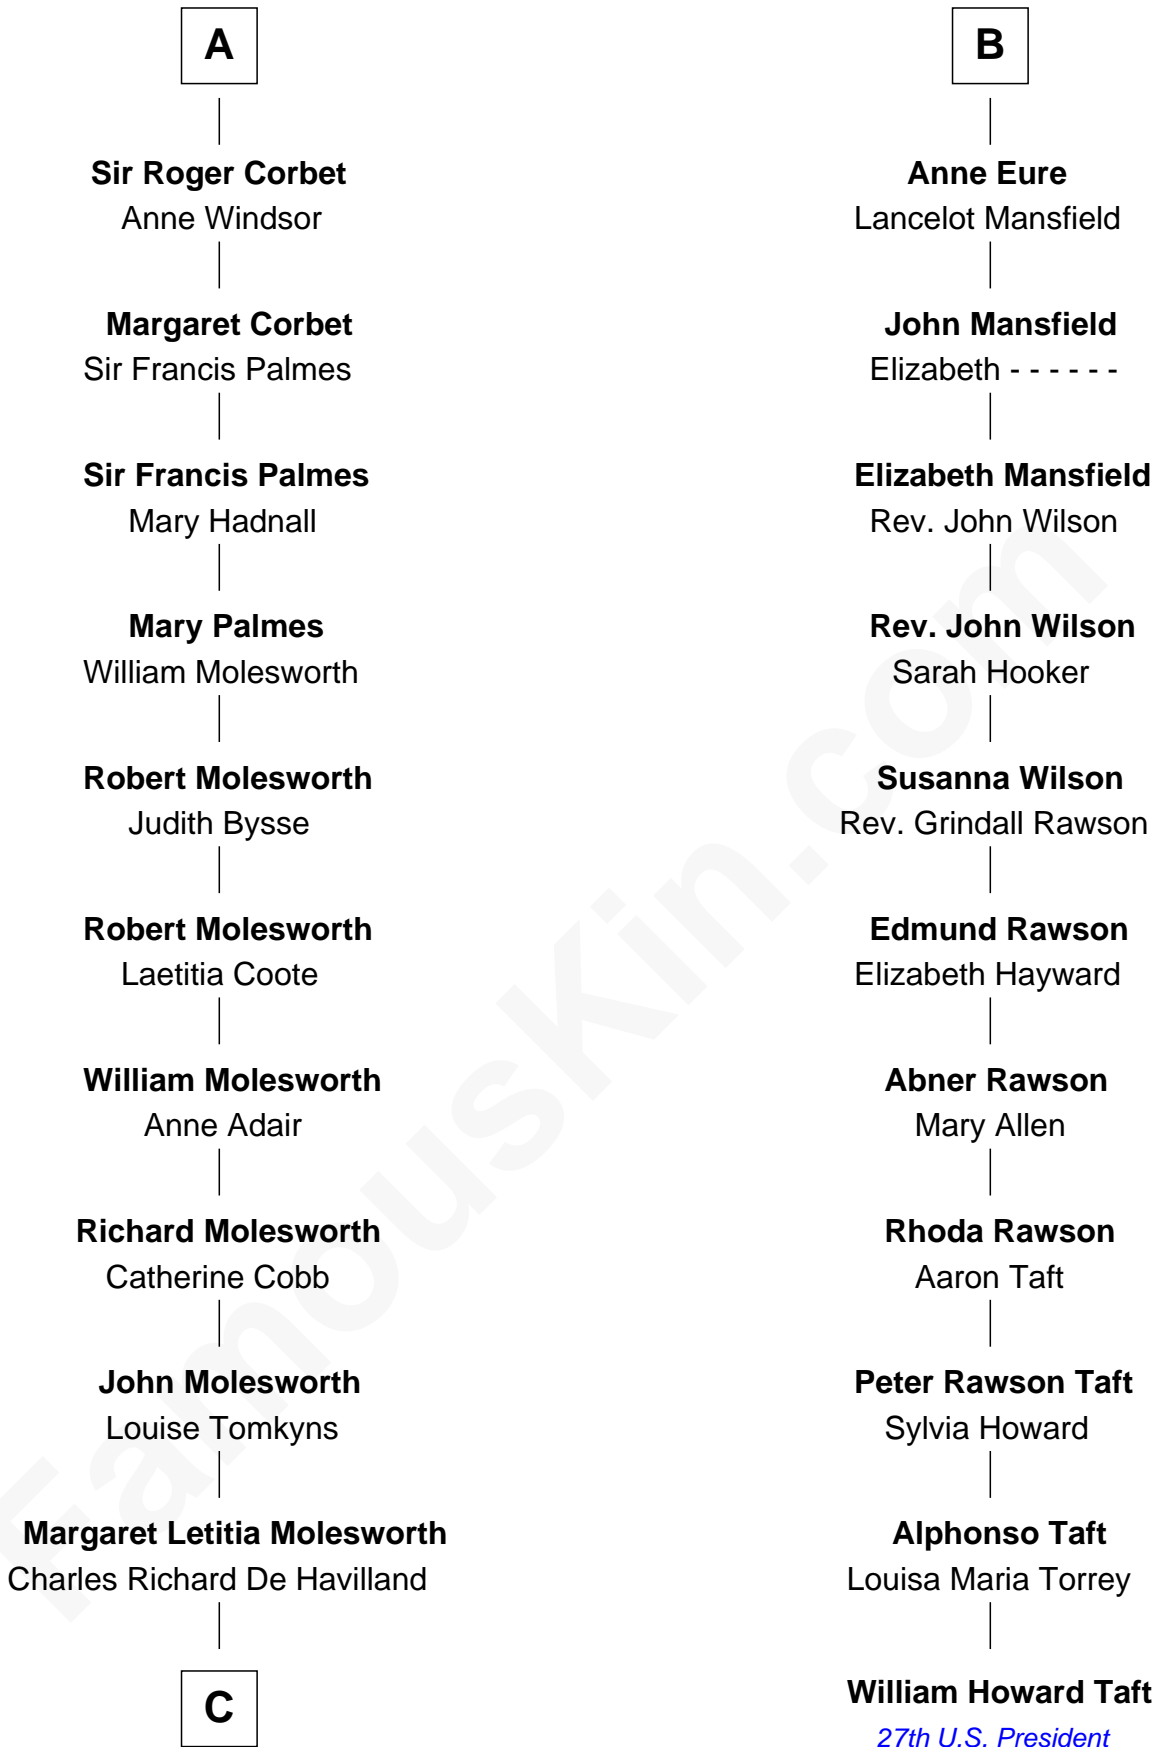 A
Sir Roger Corbet
Anne Windsor
Margaret Corbet
Sir Francis Palmes
Sir Francis Palmes
Mary Hadnall
Mary Palmes
William Molesworth
Robert Molesworth
Judith Bysse
Robert Molesworth
Laetitia Coote
William Molesworth
Anne Adair
Richard Molesworth
Catherine Cobb
John Molesworth
Louise Tomkyns
Margaret Letitia Molesworth
Charles Richard De Havilland
C
B
Anne Eure
Lancelot Mansfield
John Mansfield
Elizabeth - - - - - -
Elizabeth Mansfield
Rev. John Wilson
Rev. John Wilson
Sarah Hooker
Susanna Wilson
Rev. Grindall Rawson
Edmund Rawson
Elizabeth Hayward
Abner Rawson
Mary Allen
Rhoda Rawson
Aaron Taft
Peter Rawson Taft
Sylvia Howard
Alphonso Taft
Louisa Maria Torrey
William Howard Taft
27th U.S. President
FamousKin.com